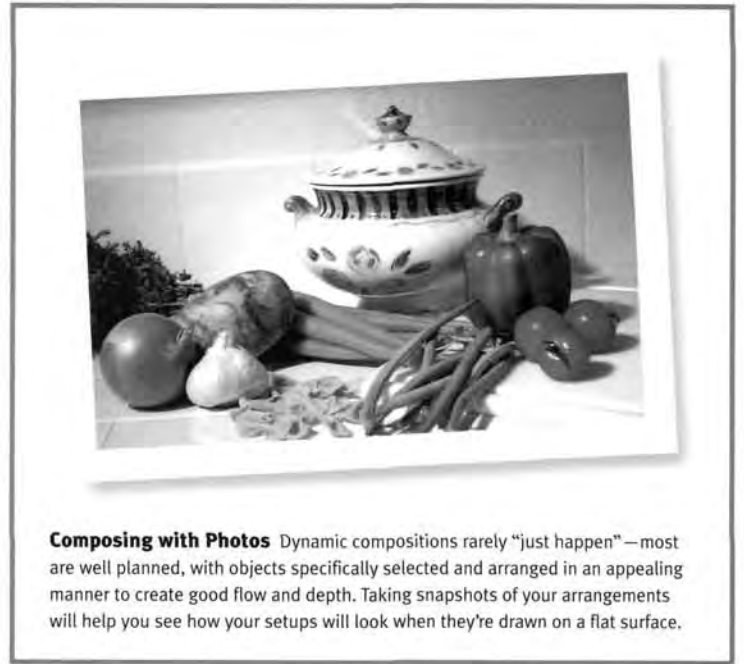 Composing with Photos Dynamic compositions rarely “just happen”—most
are well planned, with objects specifically selected and arranged in an appealing
manner to create good flow and depth. Taking snapshots of your arrangements
will help you see how your setups will look when they’re drawn on a flat surface.